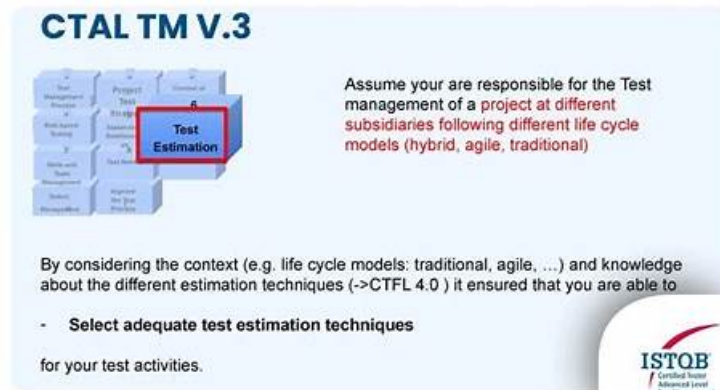 CTAL TM V.3
Project
Test
6
Test
Estimation
Assume your are responsible for the Test
management of a project at different
subsidiaries following different life cycle
models (hybrid, agile, traditional)
By considering the context (e.g. life cycle models: traditional, agile, …) and knowledge
about the different estimation techniques (->CTFL 4.0 ) it ensured that you are able to
- Select adequate test estimation techniques
for your test activities.
ISTQB
Certified Tester
Advanced Level